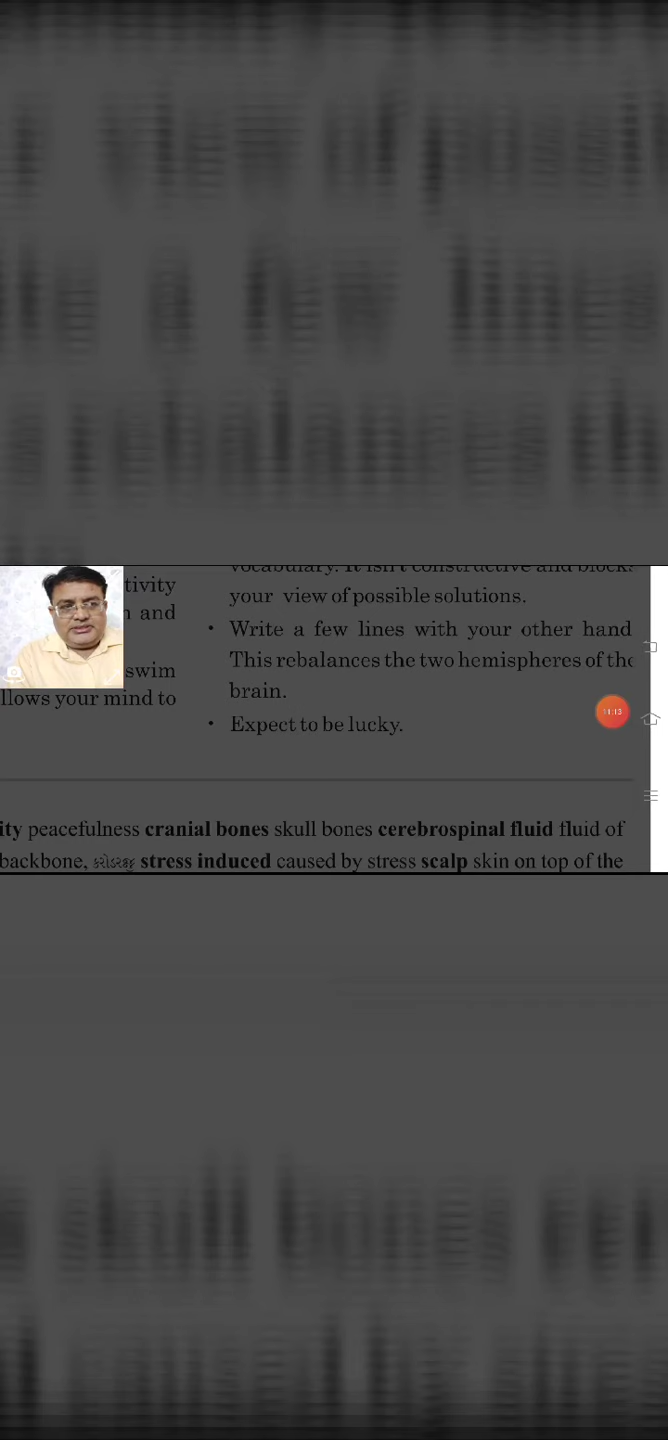 tivity
and
swim
llows your mind to
your view of possible solutions.
• Write a few lines with your other hand
This rebalances the two hemispheres of the
brain.
• Expect to be lucky.
11:13
ity peacefulness cranial bones skull bones cerebrospinal fluid fluid of
backbone, stress induced caused by stress scalp skin on top of the